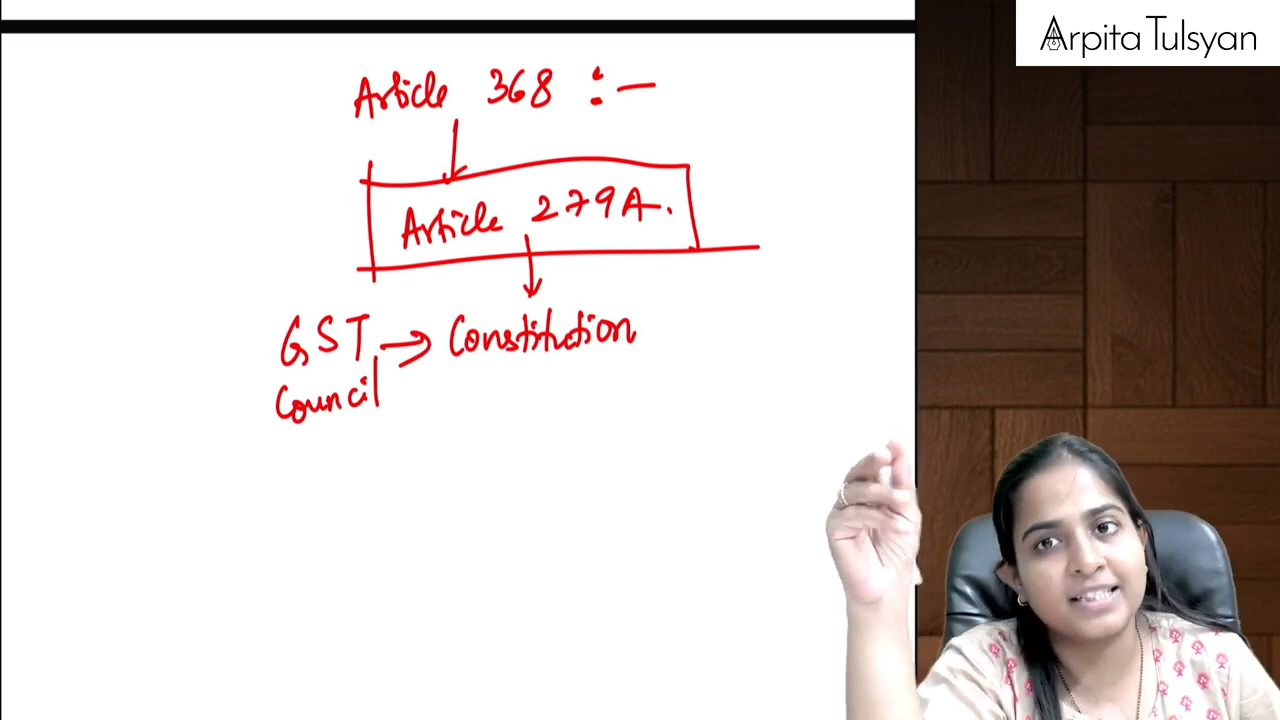 Arpita Tulsyan
Article 368 :-
Article 279A.
GST → Constitution
Council